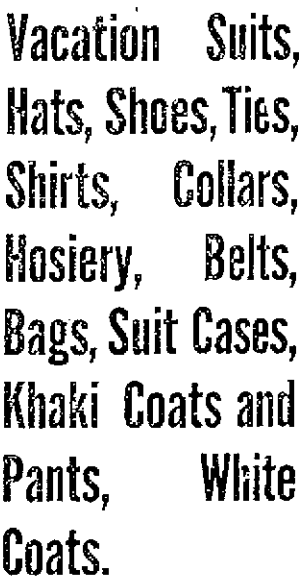 Vacation Suits,
Hats, Shoes, Ties,
Shirts, Collars,
Hosiery, Belts,
Bags, Suit Cases,
Khaki Coats and
Pants, White
Coats.